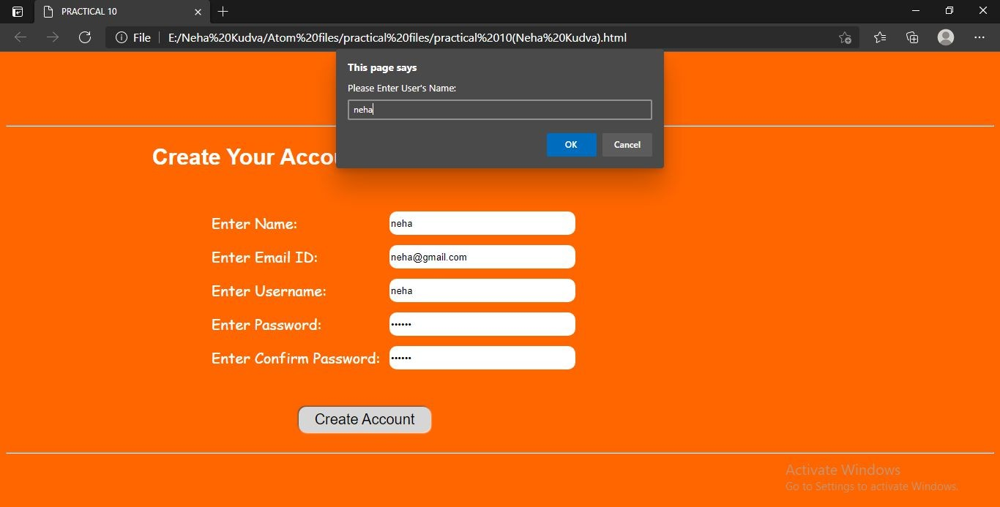 PRACTICAL 10
File
E:/Neha%20Kudva/Atom%20files/practical%20files/practical%2010(Neha%20Kudva).html
This page says
Please Enter User's Name:
neha
OK Cancel
Create Your Accou
Enter Name: neha
Enter Email ID: neha@gmail.com
Enter Username: neha
Enter Password: ••••••
Enter Confirm Password: ••••••
Create Account
Activate Windows
Go to Settings to activate Windows.